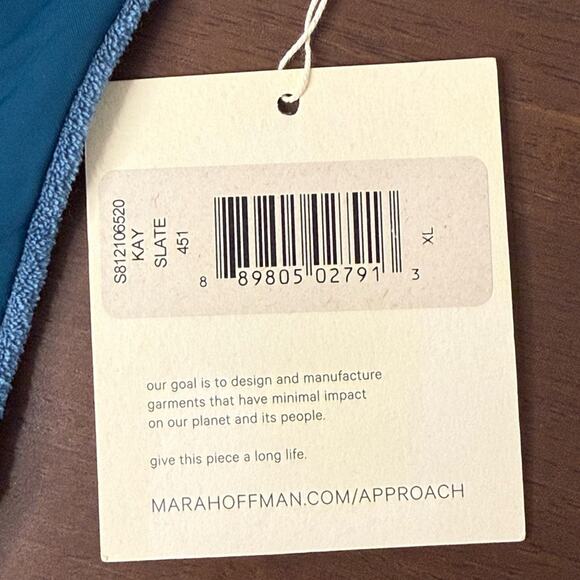 S812106520
KAY
SLATE
451
8 89805 02791 3
XL
our goal is to design and manufacture
garments that have minimal impact
on our planet and its people.
give this piece a long life.
MARAHOFFMAN.COM/APPROACH